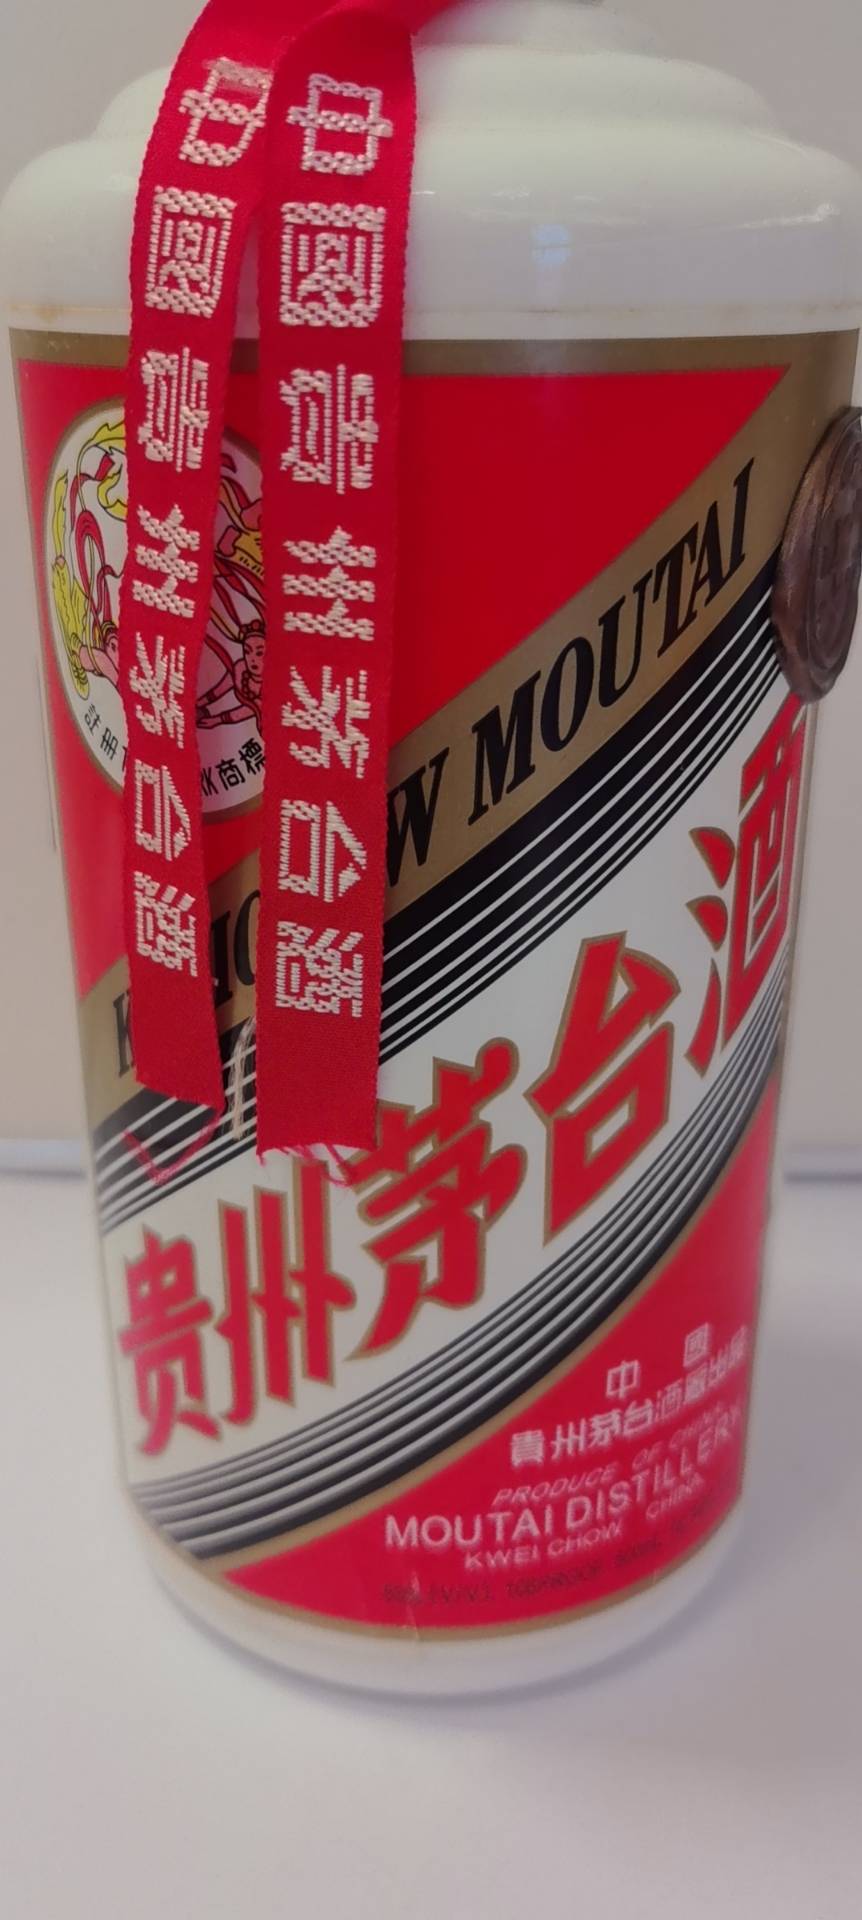 中國貴州茅台酒
中國貴州茅台酒
商標
W MOUTAI
贵州茅台酒
中國
貴州茅台酒廠出品
PRODUCE OF CHINA
MOUTAI DISTILLERY
KWEI CHOW CHINA